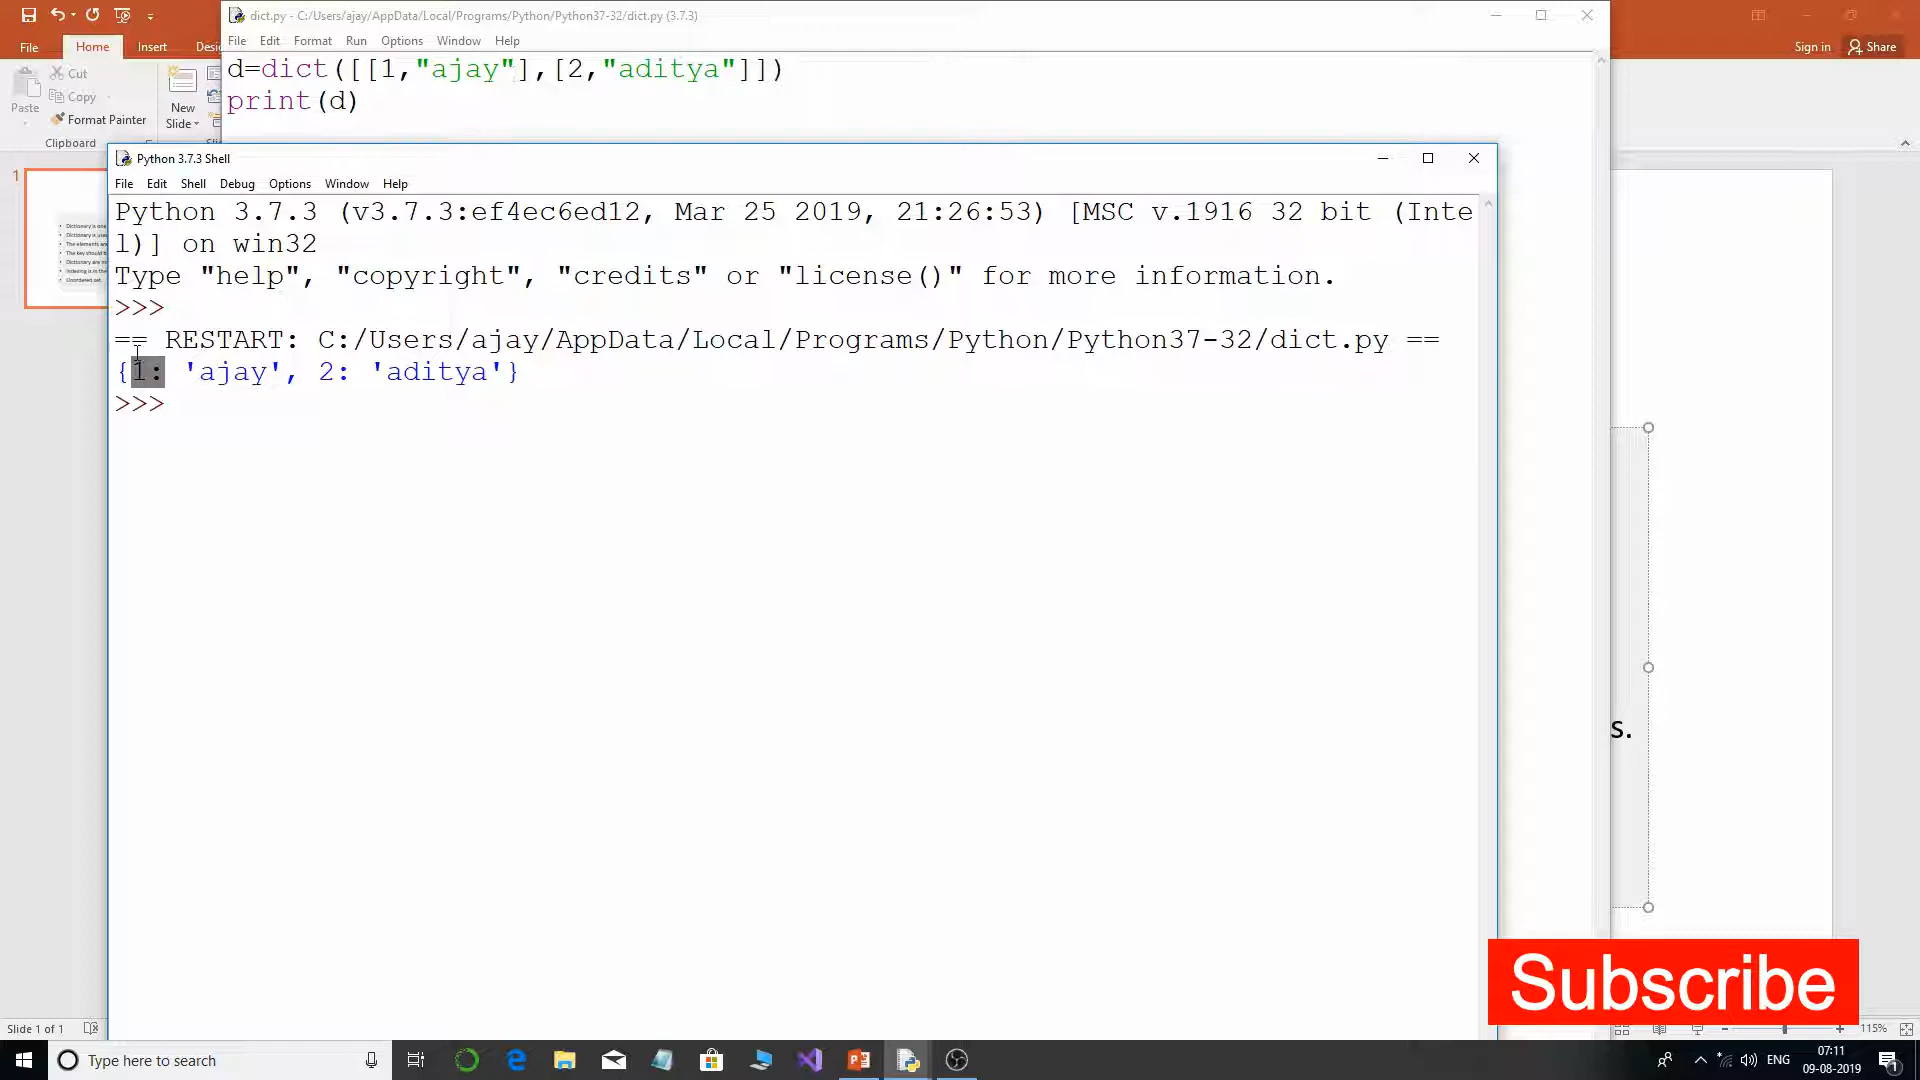 dict.py - C:/Users/ajay/AppData/Local/Programs/Python/Python37-32/dict.py (3.7.3)
Sign in
Share
File Home Insert
File Edit Format Run Options Window Help
Cut
Copy
Format Painter
Paste
Clipboard
New
Slide
d=dict([[1,"ajay"],[2,"aditya"]])
print(d)
Python 3.7.3 Shell
File Edit Shell Debug Options Window Help
Python 3.7.3 (v3.7.3:ef4ec6ed12, Mar 25 2019, 21:26:53) [MSC v.1916 32 bit (Inte
l)] on win32
Type "help", "copyright", "credits" or "license()" for more information.
>>>
== RESTART: C:/Users/ajay/AppData/Local/Programs/Python/Python37-32/dict.py ==
{1: 'ajay', 2: 'aditya'}
>>>
1
s.
Subscribe
Slide 1 of 1
115%
Type here to search
ENG
07:11
09-08-2019
1